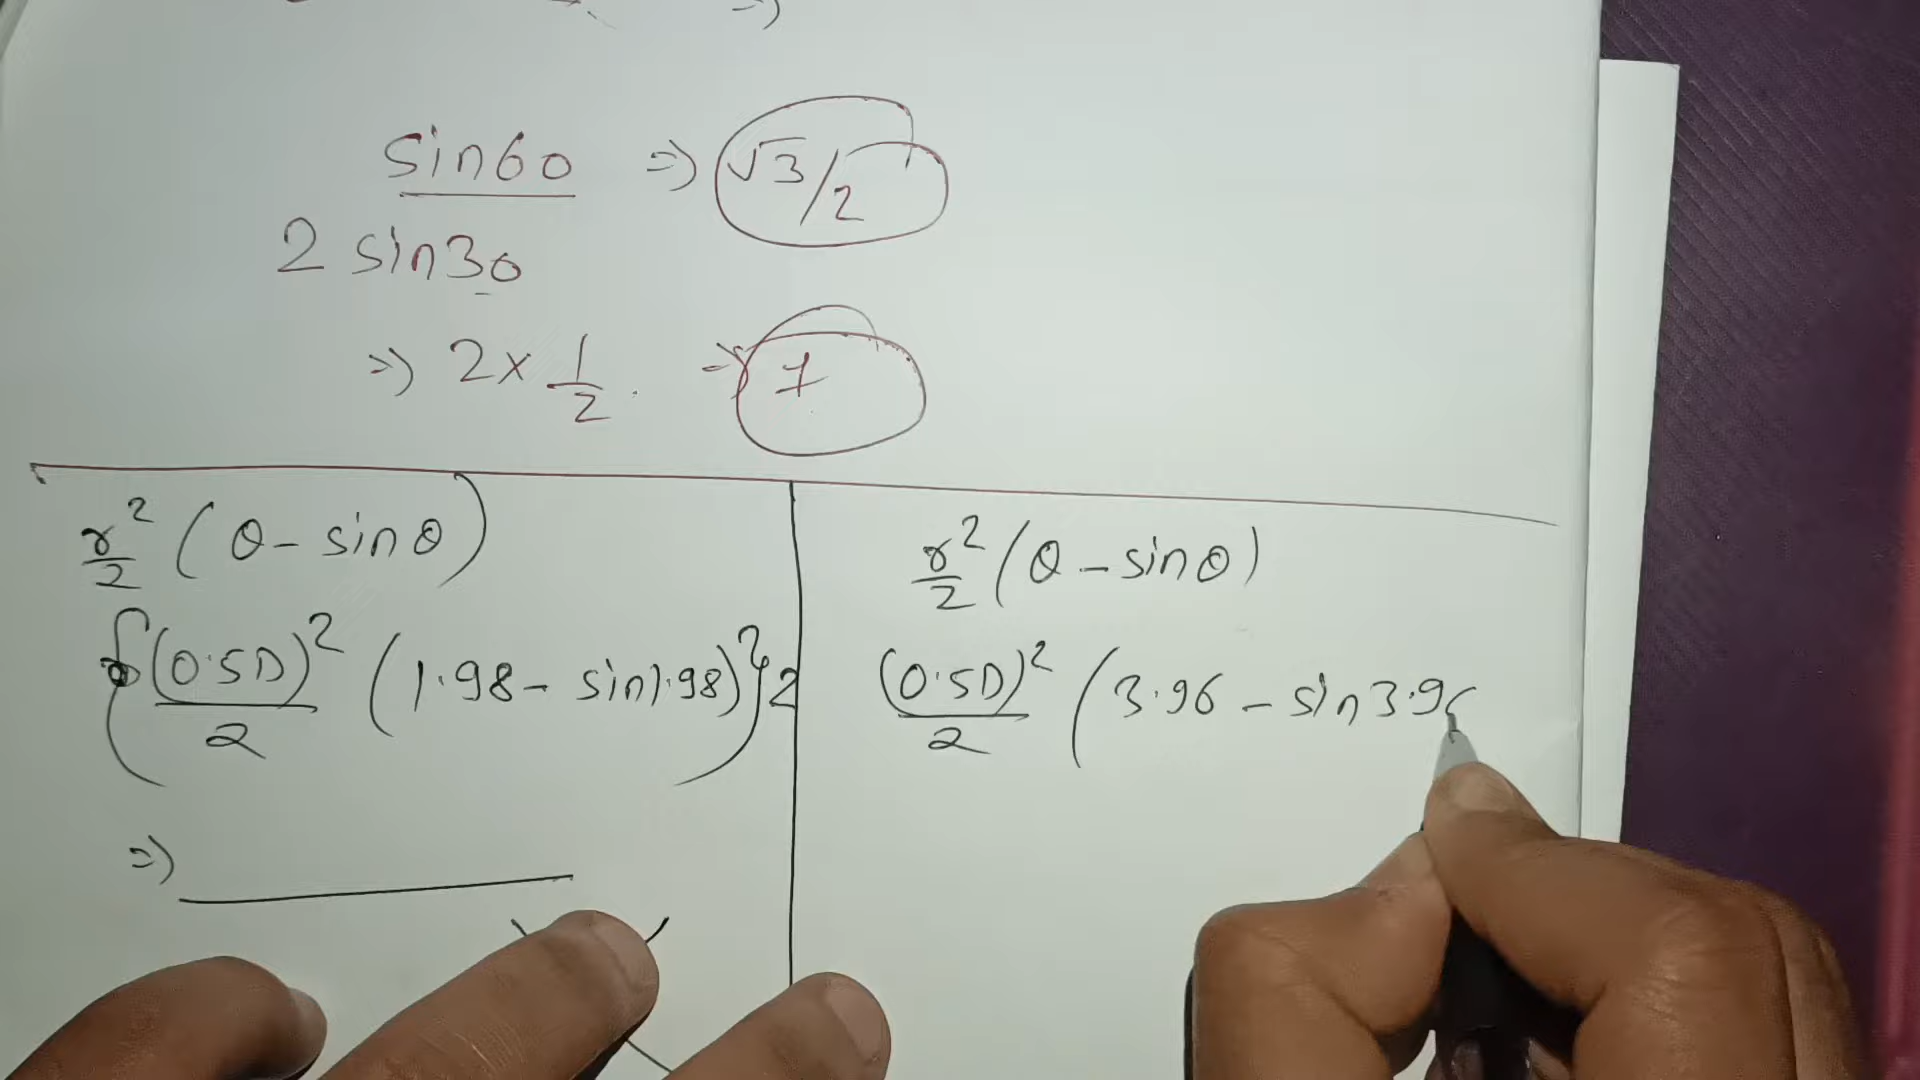 =)
sin60 => √3/2
2 sin30
=> 2 x 1/2 . => 1
r²/2 (θ - sinθ)
{(0.5D)²/2 (1.98 - sin1.98)}2
=>
r²/2 (θ - sinθ)
(0.5D)²/2 (3.96 - sin3.96